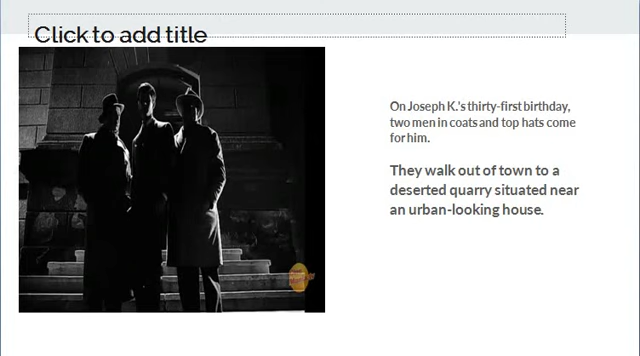 Click to add title
On Joseph K.'s thirty-first birthday,
two men in coats and top hats come
for him.
They walk out of town to a
deserted quarry situated near
an urban-looking house.